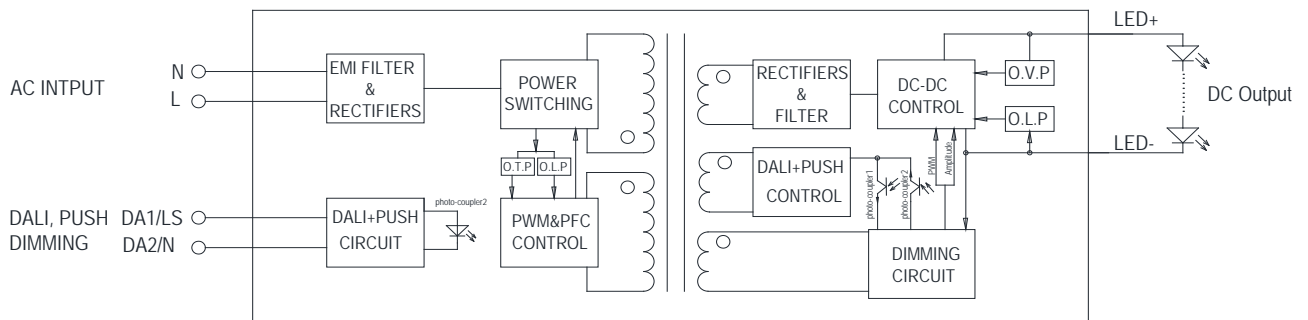 AC INTPUT
N
L
EMI FILTER
&
RECTIFIERS
POWER
SWITCHING
O.T.P
O.L.P
PWM&PFC
CONTROL
DALI, PUSH
DIMMING
DA1/LS
DA2/N
DALI+PUSH
CIRCUIT
photo-coupler2
RECTIFIERS
&
FILTER
DC-DC
CONTROL
O.V.P
O.L.P
LED+
LED-
DC Output
DALI+PUSH
CONTROL
photo-coupler1
photo-coupler2
PWM
Amplitude
DIMMING
CIRCUIT